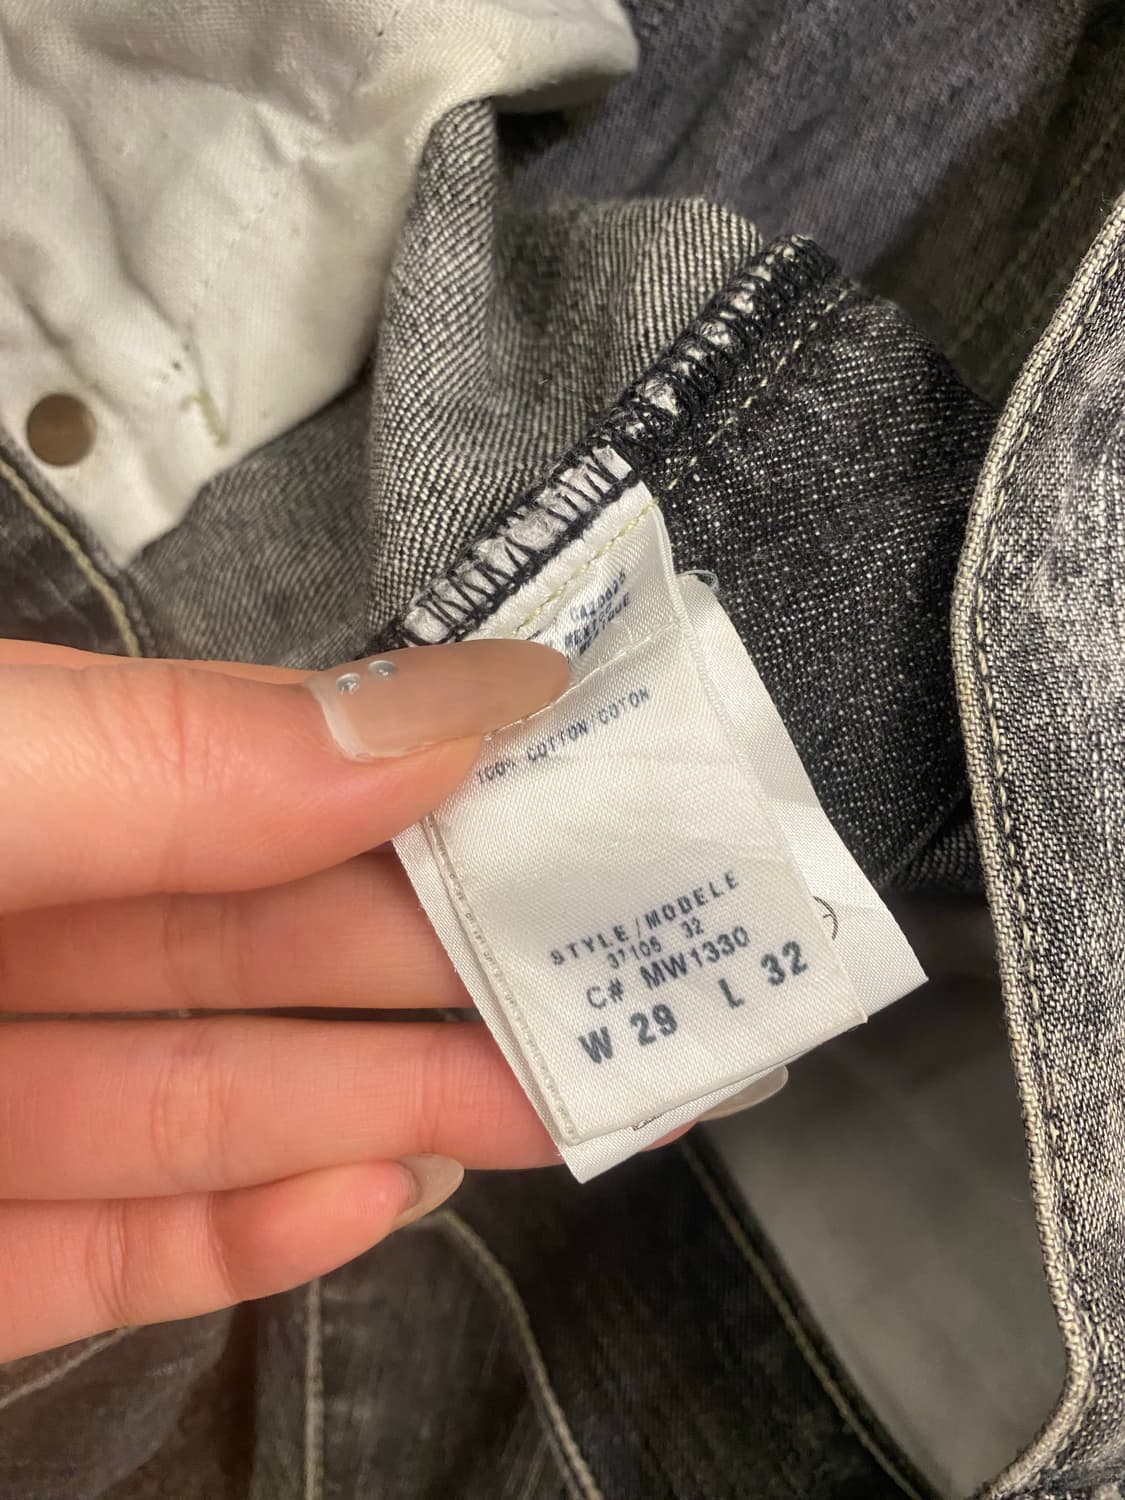 100% COTTON/COTON
STYLE/MODELE
37106 32
C# MW1330
W 29 L 32